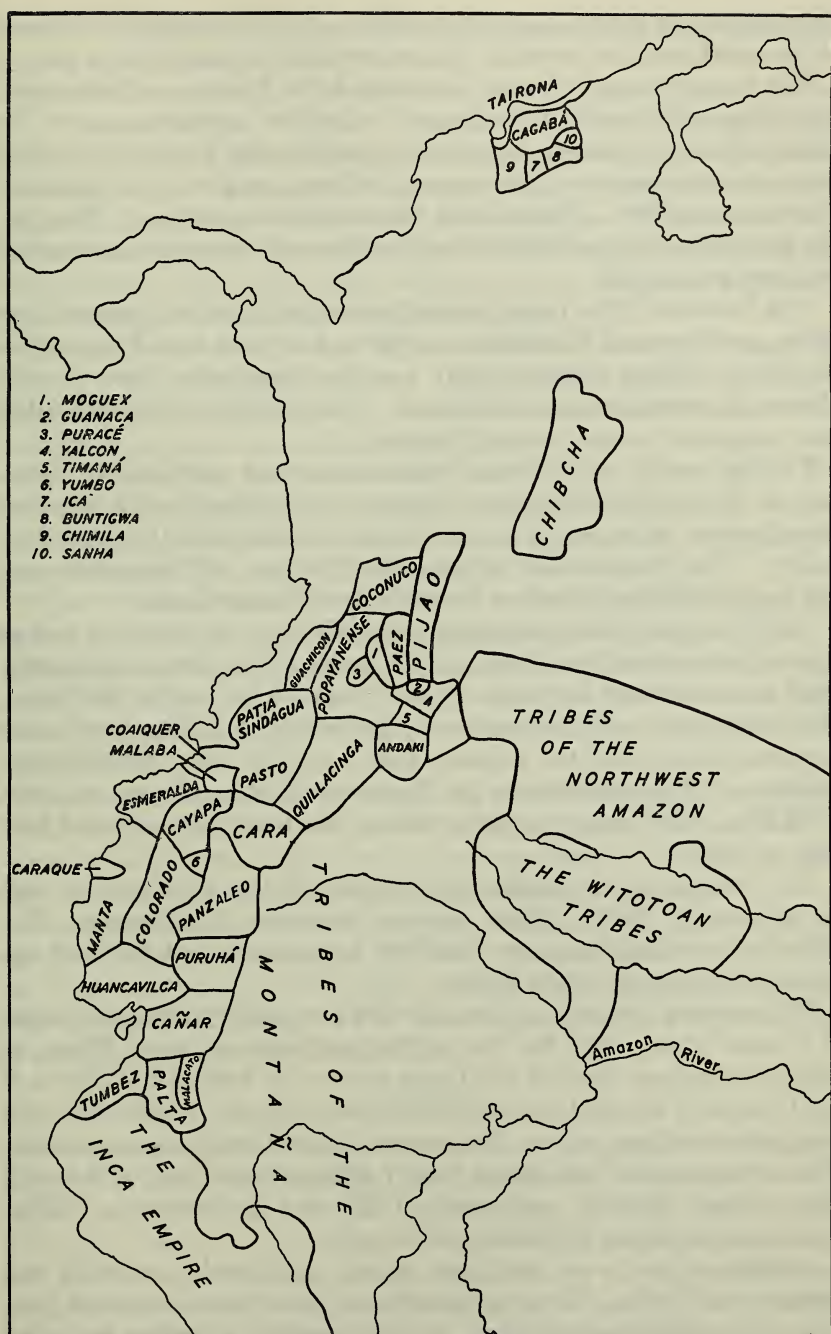 TAIRONA
CAGABÁ
10
9
7
8
1. MOGUEX
2. GUANACA
3. PURACÉ
4. YALCON
5. TIMANÁ
6. YUMBO
7. ICA
8. BUNTIGWA
9. CHIMILA
10. SANHA
CHIBCHA
COCONUCO
PIJAO
GUACHICON
POPAYANENSE
1
PAEZ
3
2
4
5
PATIA
SINDAGUA
ANDAKI
COAIQUER
MALABA
PASTO
QUILLACINGA
ESMERALDA
CAYAPA
CARA
TRIBES
OF THE
NORTHWEST
AMAZON
THE WITOTOAN
TRIBES
CARAQUE
6
MANTA
COLORADO
PANZALEO
PURUHÁ
HUANCAVILCA
CAÑAR
TUMBEZ
PALTA
MALACATO
TRIBES OF THE
MONTAÑA
Amazon River
THE
INCA EMPIRE